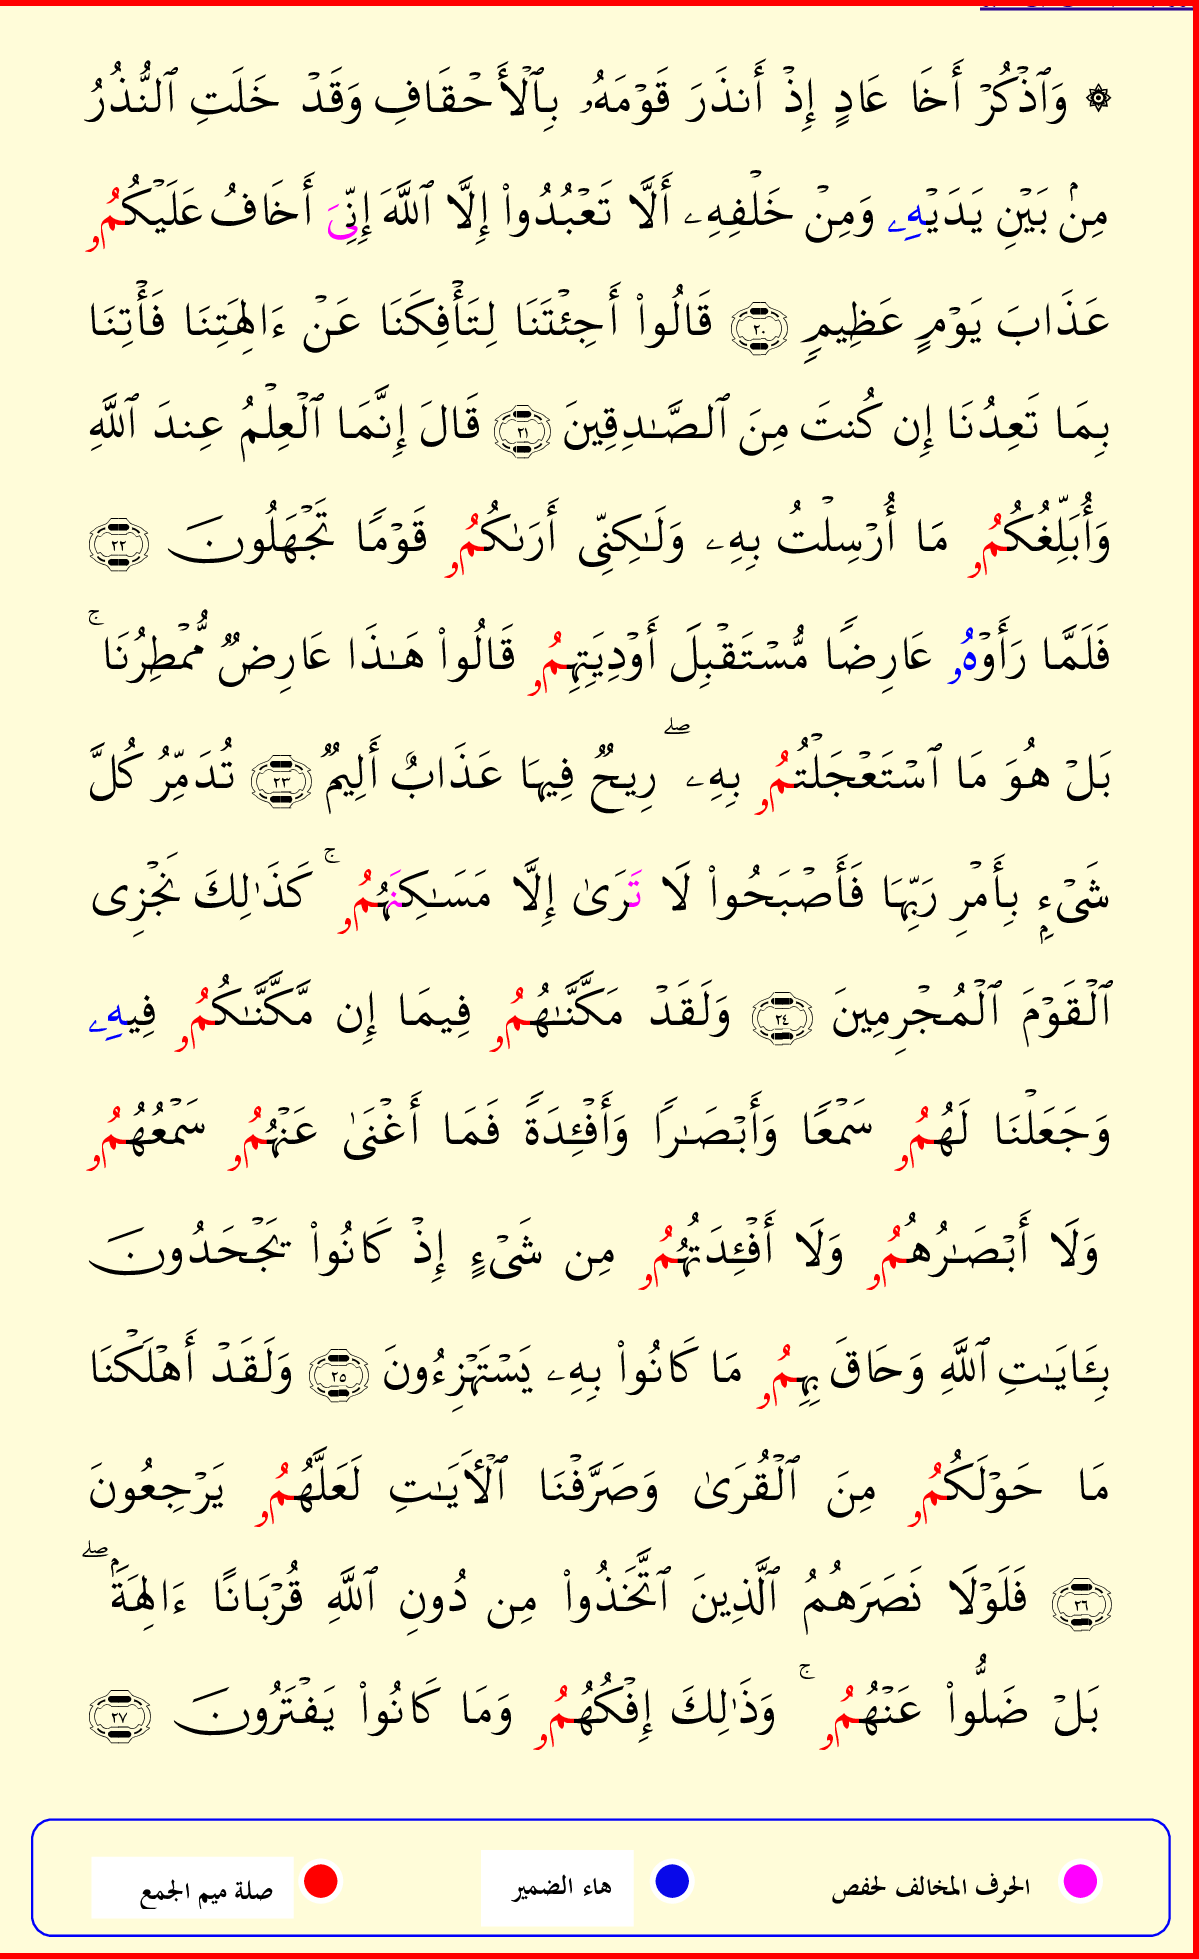 ۞ وَٱذۡكُرۡ أَخَا عَادٍ إِذۡ أَنذَرَ قَوۡمَهُۥ بِٱلۡأَحۡقَافِ وَقَدۡ خَلَتِ ٱلنُّذُرُ
مِنۢ بَيۡنِ يَدَيۡهِۦ وَمِنۡ خَلۡفِهِۦ أَلَّا تَعۡبُدُواْ إِلَّا ٱللَّهَ إِنِّيَ أَخَافُ عَلَيۡكُمُۥ
عَذَابَ يَوۡمٍ عَظِيمٖ ٢٠ قَالُواْ أَجِئۡتَنَا لِتَأۡفِكَنَا عَنۡ ءَالِهَتِنَا فَأۡتِنَا
بِمَا تَعِدُنَا إِن كُنتَ مِنَ ٱلصَّـٰدِقِينَ ٢١ قَالَ إِنَّمَا ٱلۡعِلۡمُ عِندَ ٱللَّهِ
وَأُبَلِّغُكُمُۥ مَا أُرۡسِلۡتُ بِهِۦ وَلَـٰكِنِّي أَرَىٰكُمُۥ قَوۡمٗا تَجۡهَلُونَ ٢٢
فَلَمَّا رَأَوۡهُۥ عَارِضٗا مُّسۡتَقۡبِلَ أَوۡدِيَتِهِمُۥ قَالُواْ هَـٰذَا عَارِضٞ مُّمۡطِرُنَاۚ
بَلۡ هُوَ مَا ٱسۡتَعۡجَلۡتُمُۥ بِهِۦۖ رِيحٞ فِيهَا عَذَابٌ أَلِيمٞ ٢٣ تُدَمِّرُ كُلَّ
شَيۡءِۭ بِأَمۡرِ رَبِّهَا فَأَصۡبَحُواْ لَا تَرَىٰ إِلَّا مَسَـٰكِنَهُمُۥۚ كَذَٰلِكَ نَجۡزِي
ٱلۡقَوۡمَ ٱلۡمُجۡرِمِينَ ٢٤ وَلَقَدۡ مَكَّنَّـٰهُمُۥ فِيمَا إِن مَّكَّنَّـٰكُمُۥ فِيهِۦ
وَجَعَلۡنَا لَهُمُۥ سَمۡعٗا وَأَبۡصَـٰرٗا وَأَفۡـِٔدَةٗ فَمَا أَغۡنَىٰ عَنۡهُمُۥ سَمۡعُهُمُۥ
وَلَا أَبۡصَـٰرُهُمُۥ وَلَا أَفۡـِٔدَتُهُمُۥ مِن شَيۡءٍ إِذۡ كَانُواْ يَجۡحَدُونَ
بِـَٔايَـٰتِ ٱللَّهِ وَحَاقَ بِهِمُۥ مَا كَانُواْ بِهِۦ يَسۡتَهۡزِءُونَ ٢٥ وَلَقَدۡ أَهۡلَكۡنَا
مَا حَوۡلَكُمُۥ مِنَ ٱلۡقُرَىٰ وَصَرَّفۡنَا ٱلۡأٓيَـٰتِ لَعَلَّهُمُۥ يَرۡجِعُونَ
٢٦ فَلَوۡلَا نَصَرَهُمُ ٱلَّذِينَ ٱتَّخَذُواْ مِن دُونِ ٱللَّهِ قُرۡبَانًا ءَالِهَةَۢۖ
بَلۡ ضَلُّواْ عَنۡهُمُۥۚ وَذَٰلِكَ إِفۡكُهُمُۥ وَمَا كَانُواْ يَفۡتَرُونَ ٢٧
الحرف المخالف لحفص هاء الضمير صلة ميم الجمع